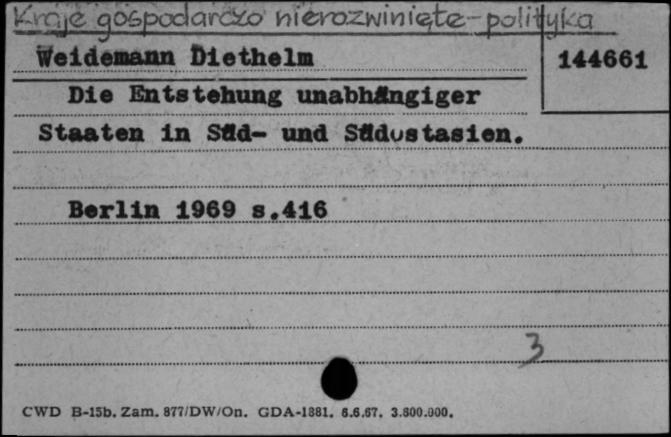 Kraje gospodarczo nierozwinięte-polityka
Weidemann Diethelm
144661
Die Entstehung unabhängiger
Staaten in Süd- und Südostasien.
Berlin 1969 s.416
3
CWD B-15b. Zam. 877/DW/On. GDA-1881. 6.6.67. 3.800.000.